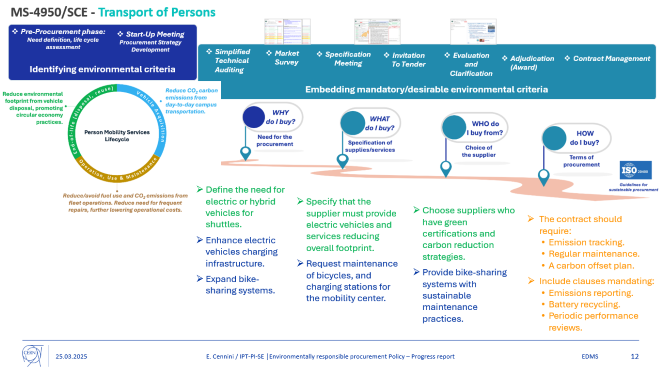 MS-4950/SCE - Transport of Persons
❖ Pre-Procurement phase:
Need definition, life cycle
assessment
❖ Start-Up Meeting
Procurement Strategy
Development
Identifying environmental criteria
❖ Simplified
Technical
Auditing
❖ Market
Survey
❖ Specification
Meeting
❖ Invitation
To Tender
❖ Evaluation
and
Clarification
❖ Adjudication
(Award)
❖ Contract Management
Embedding mandatory/desirable environmental criteria
Reduce environmental
footprint from vehicle
disposal, promoting
circular economy
practices.
End-of-life (disposal, reuse)
Vehicle Acquisition
Operation, Use & Maintenance
Person Mobility Services
Lifecycle
Reduce CO₂ carbon
emissions from
day-to-day campus
transportation.
Reduce/avoid fuel use and CO₂ emissions from
fleet operations. Reduce need for frequent
repairs, further lowering operational costs.
WHY
do I buy?
Need for the
procurement
WHAT
do I buy?
Specification of
supplies/services
WHO do
I buy from?
Choice of
the supplier
HOW
do I buy?
Terms of
procurement
ISO
Guidelines for
sustainable procurement
➢ Define the need for
electric or hybrid
vehicles for
shuttles.
➢ Enhance electric
vehicles charging
infrastructure.
➢ Expand bike-
sharing systems.
➢ Specify that the
supplier must provide
electric vehicles and
services reducing
overall footprint.
➢ Request maintenance
of bicycles, and
charging stations for
the mobility center.
➢ Choose suppliers who
have green
certifications and
carbon reduction
strategies.
➢ Provide bike-sharing
systems with
sustainable
maintenance
practices.
➢ The contract should
require:
• Emission tracking.
• Regular maintenance.
• A carbon offset plan.
➢ Include clauses mandating:
• Emissions reporting.
• Battery recycling.
• Periodic performance
reviews.
CERN
25.03.2025
E. Cennini / IPT-PI-SE |Environmentally responsible procurement Policy – Progress report
EDMS
12